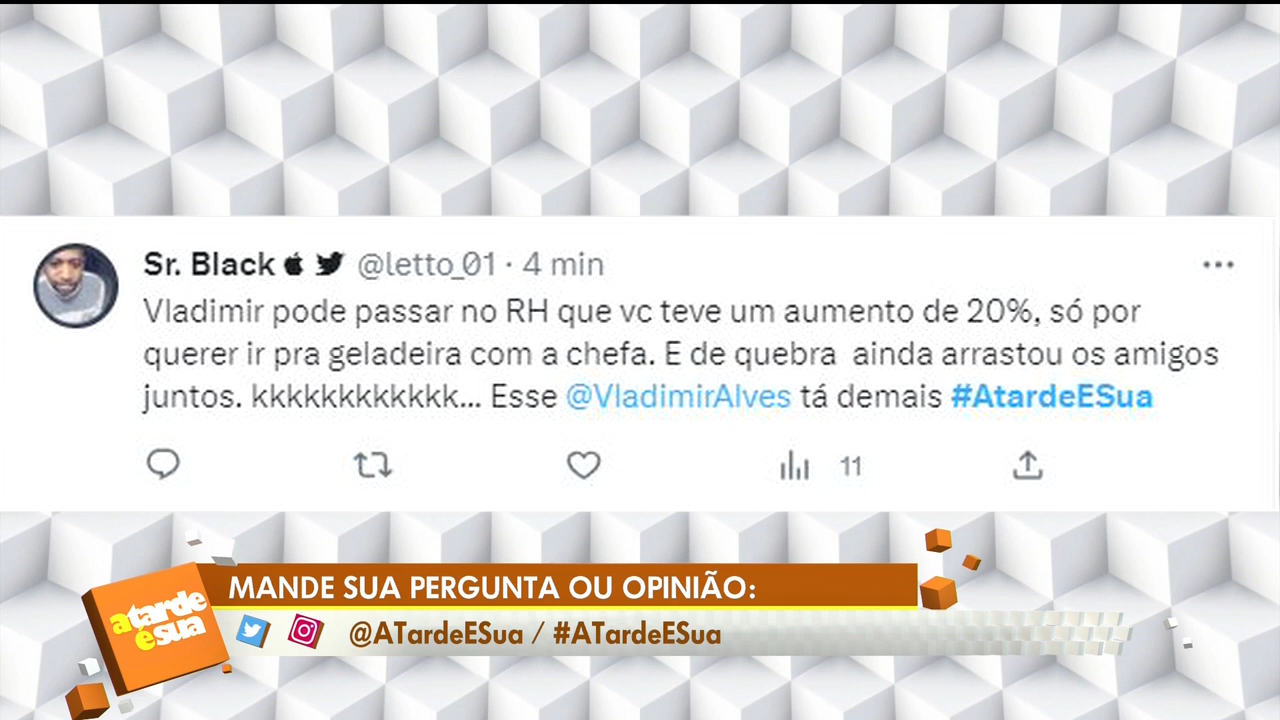 Sr. Black @letto_01 · 4 min
Vladimir pode passar no RH que vc teve um aumento de 20%, só por
querer ir pra geladeira com a chefa. E de quebra ainda arrastou os amigos
juntos. kkkkkkkkkkkk... Esse @VladimirAlves tá demais #AtardeESua
11
MANDE SUA PERGUNTA OU OPINIÃO:
@ATardeESua / #ATardeESua
atarde
ésua